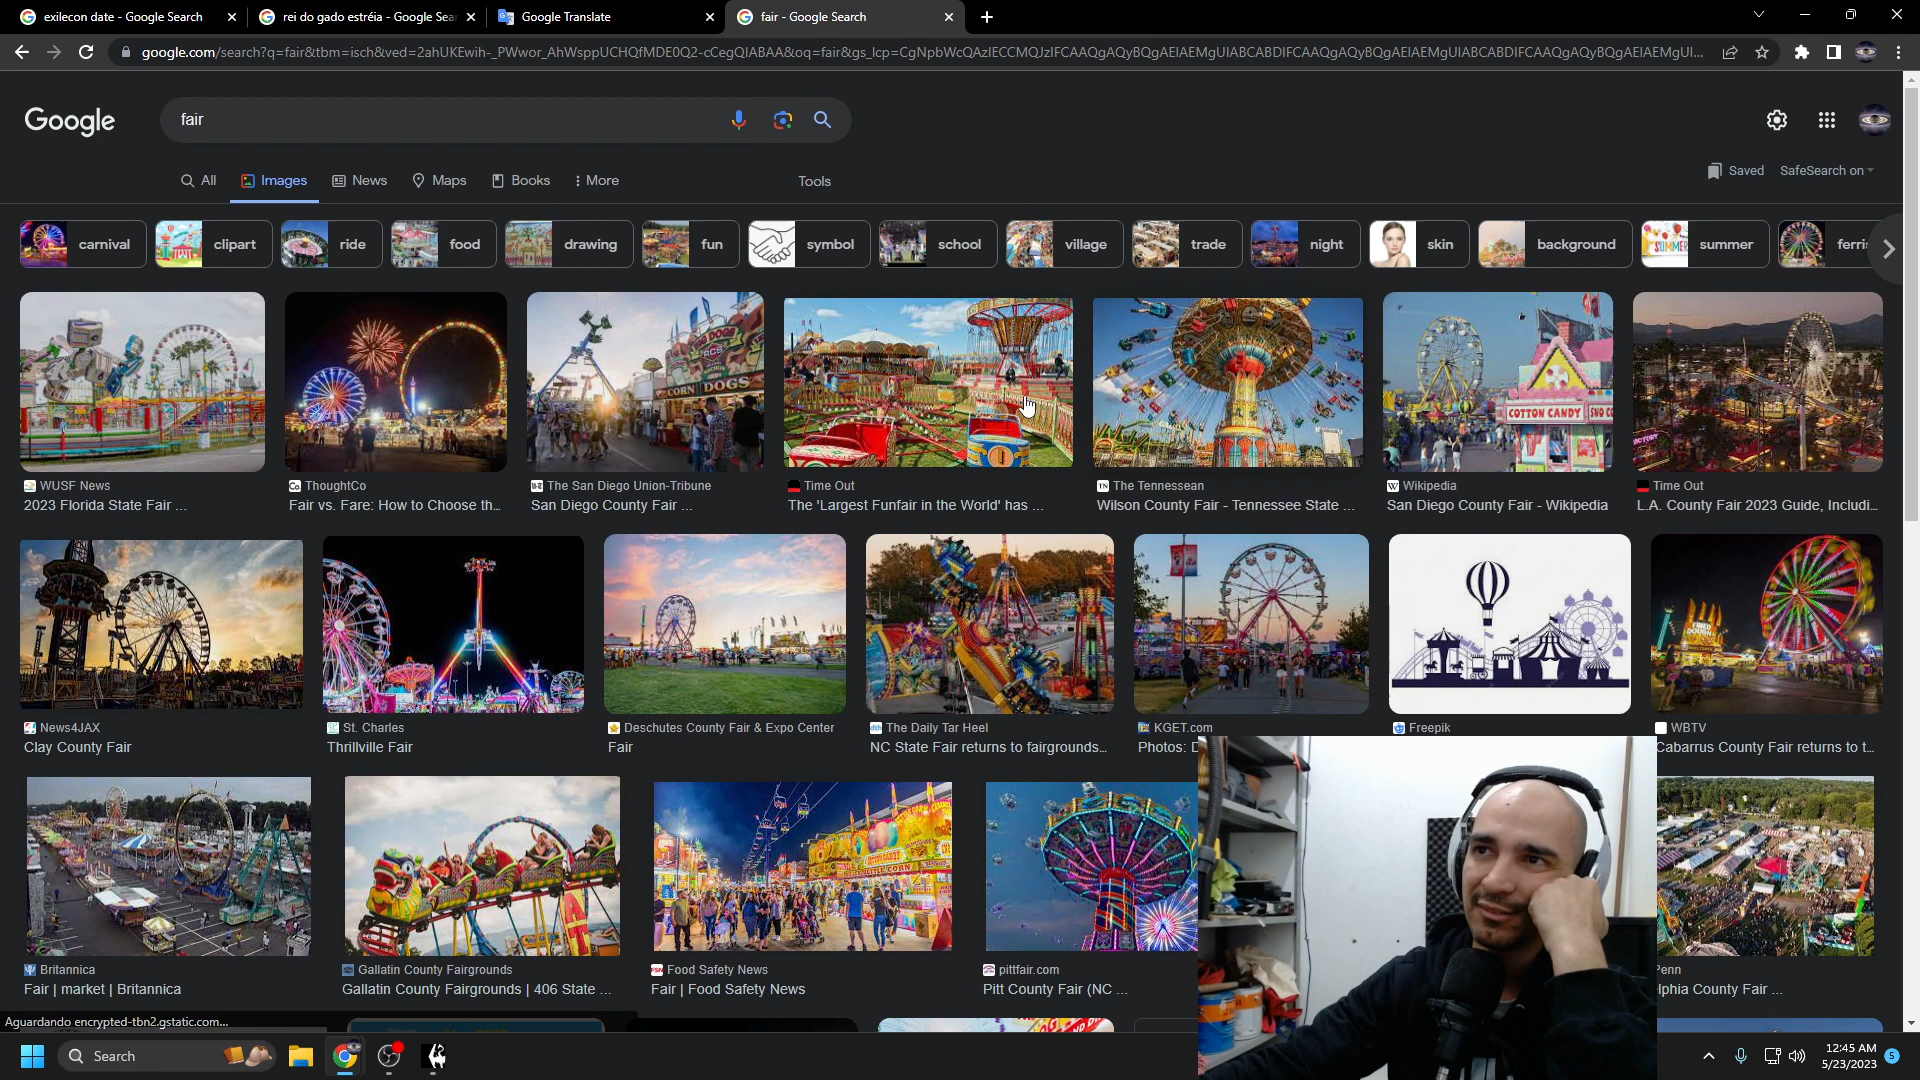 exilecon date - Google Search
rei do gado estréia - Google Sear
Google Translate
fair - Google Search
google.com/search?q=fair&tbm=isch&ved=2ahUKEwih-_PWwor_AhWsppUCHQfMDE0Q2-cCegQIABAA&oq=fair&gs_lcp=CgNpbWcQAzIECCMQJzIFCAAQgAQyBQgAEIAEMgUIABCABDIFCAAQgAQyBQgAEIAEMgUIABCABDIFCAAQgAQyBQgAEIAEMgUI...
Google
fair
All
Images
News
Maps
Books
More
Tools
Saved
SafeSearch on
carnival
clipart
ride
food
drawing
fun
symbol
school
village
trade
night
skin
background
SUMMER
summer
ferris
CORN DOGS
COTTON CANDY
WUSF News
2023 Florida State Fair ...
ThoughtCo
Fair vs. Fare: How to Choose th...
The San Diego Union-Tribune
San Diego County Fair ...
Time Out
The 'Largest Funfair in the World' has ...
The Tennessean
Wilson County Fair - Tennessee State ...
Wikipedia
San Diego County Fair - Wikipedia
Time Out
L.A. County Fair 2023 Guide, Includi...
News4JAX
Clay County Fair
St. Charles
Thrillville Fair
Deschutes County Fair & Expo Center
Fair
The Daily Tar Heel
NC State Fair returns to fairgrounds...
KGET.com
Photos:
Freepik
WBTV
Cabarrus County Fair returns to t...
Britannica
Fair | market | Britannica
Gallatin County Fairgrounds
Gallatin County Fairgrounds | 406 State ...
Food Safety News
Fair | Food Safety News
pittfair.com
Pitt County Fair (NC ...
Penn
lphia County Fair ...
Aguardando encrypted-tbn2.gstatic.com...
Search
12:45 AM
5/23/2023
5